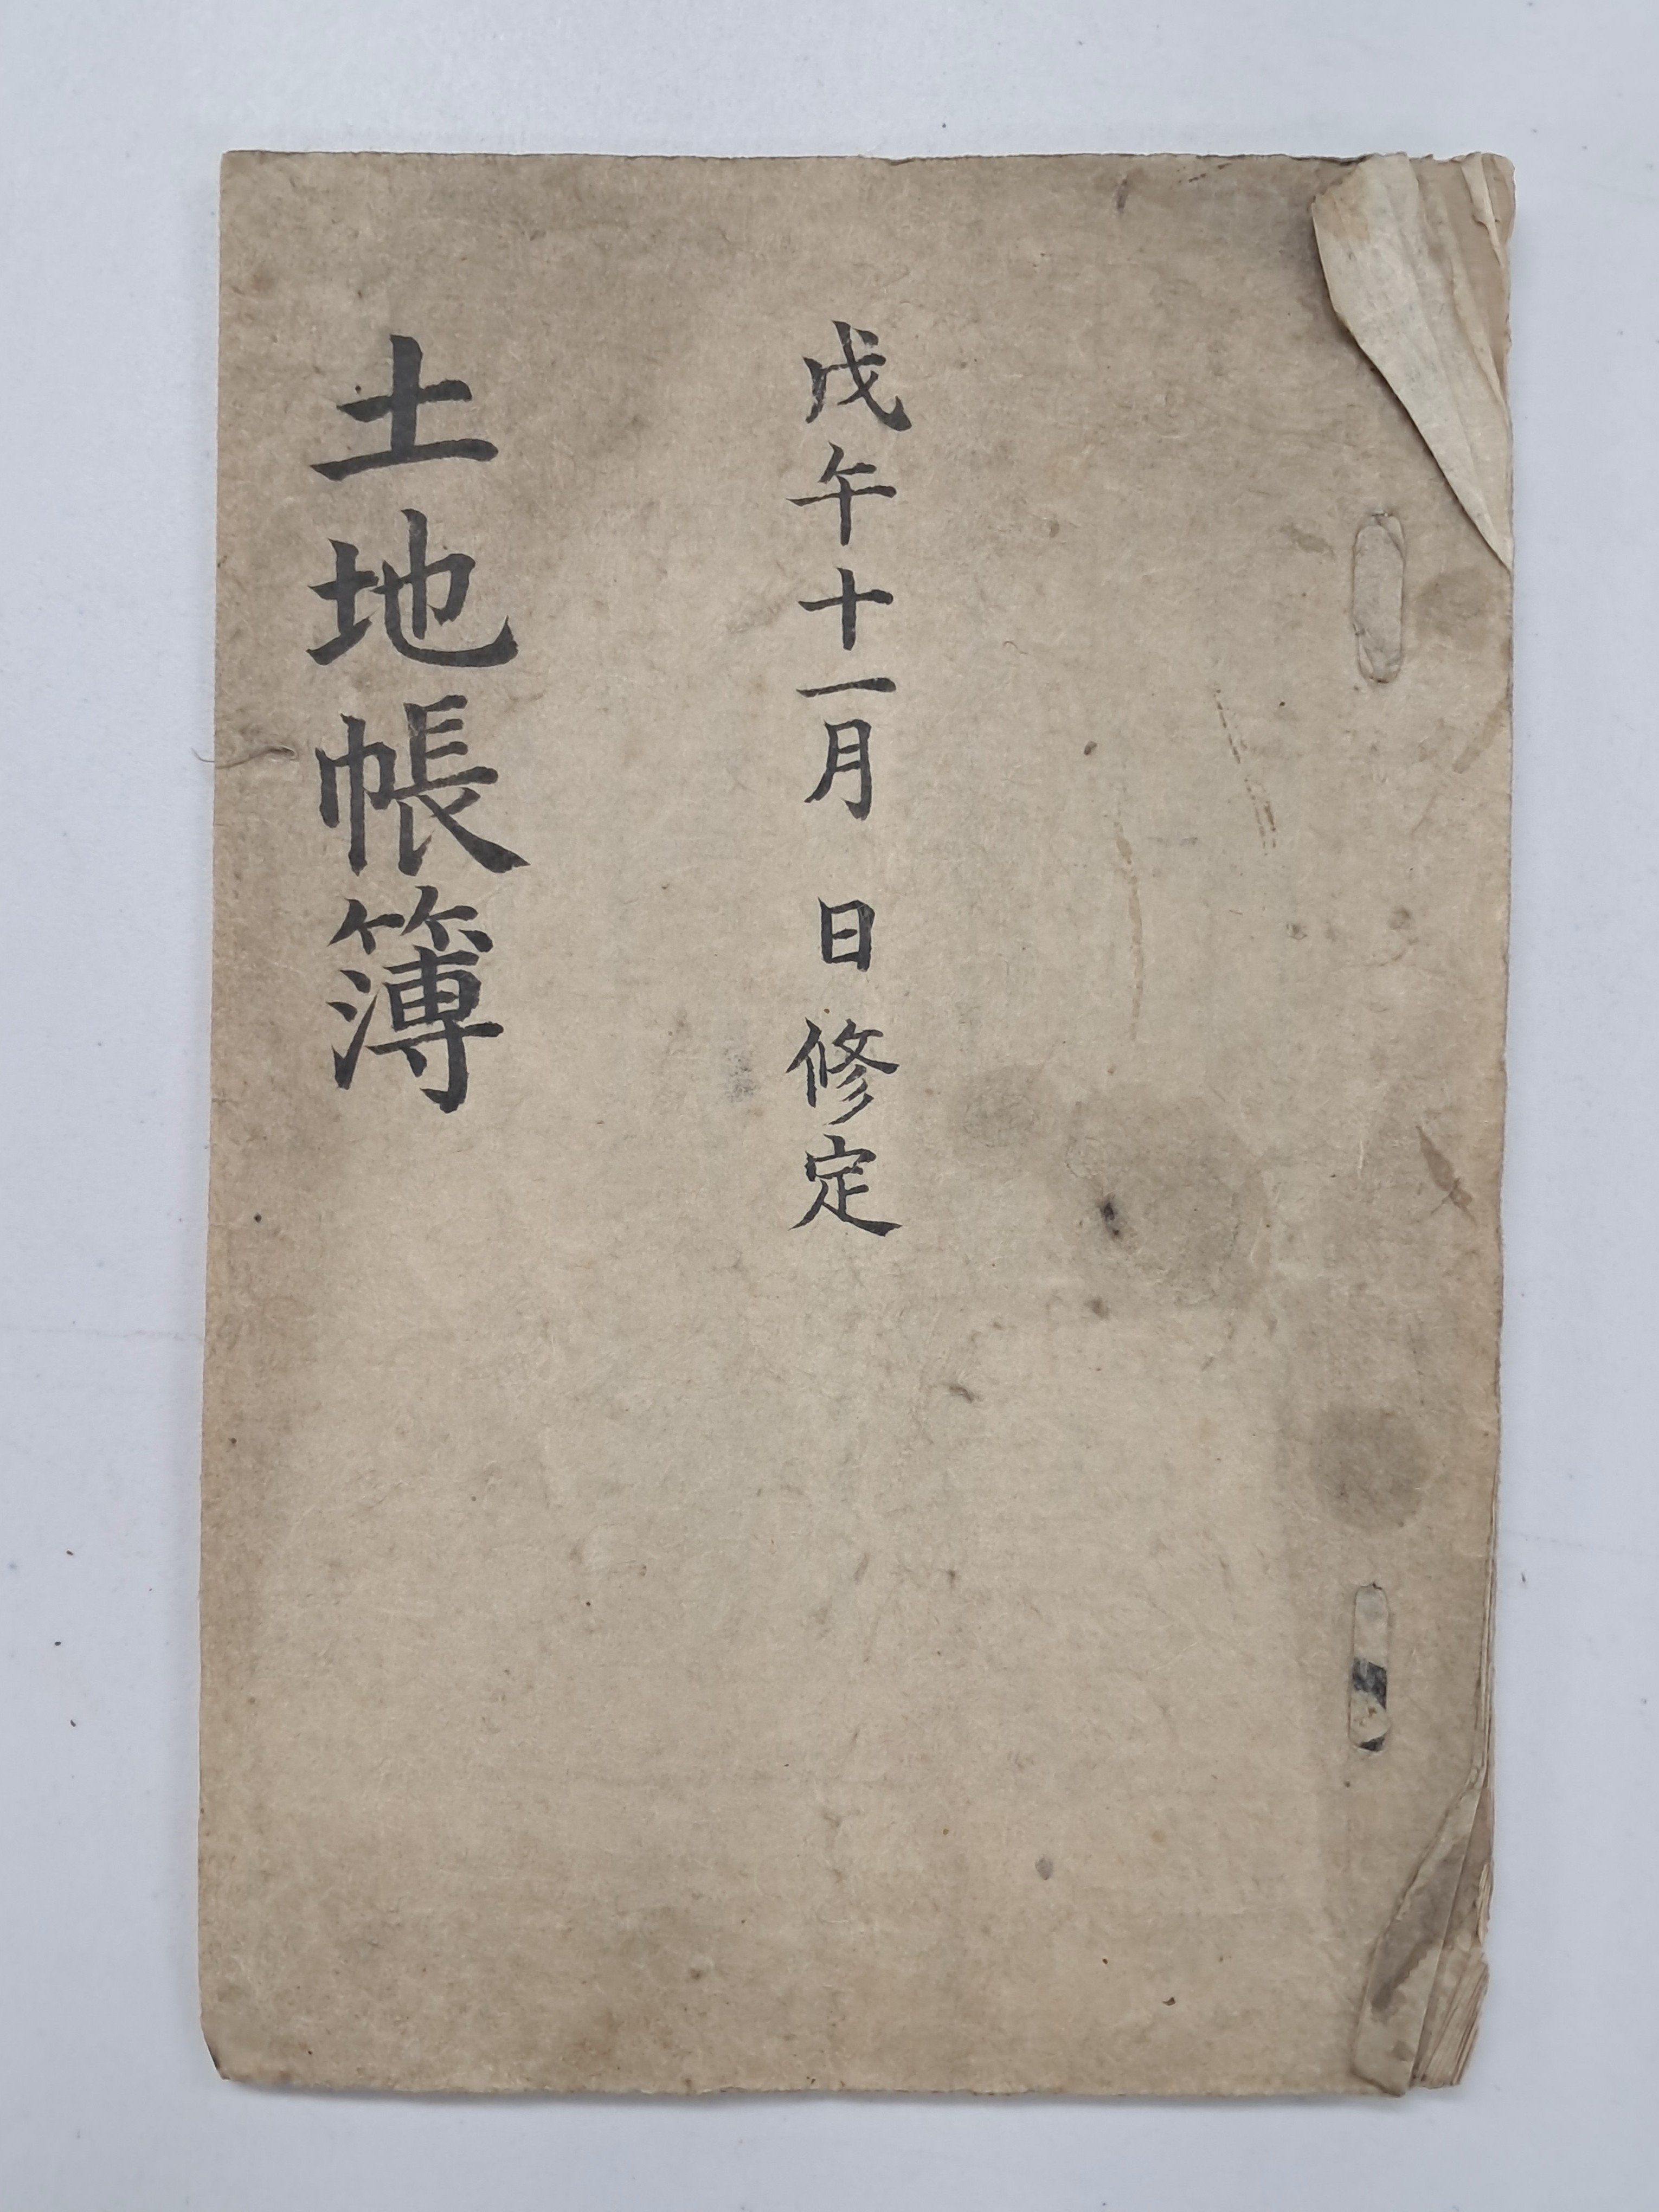 戊午十一月 日 修定
土地帳簿